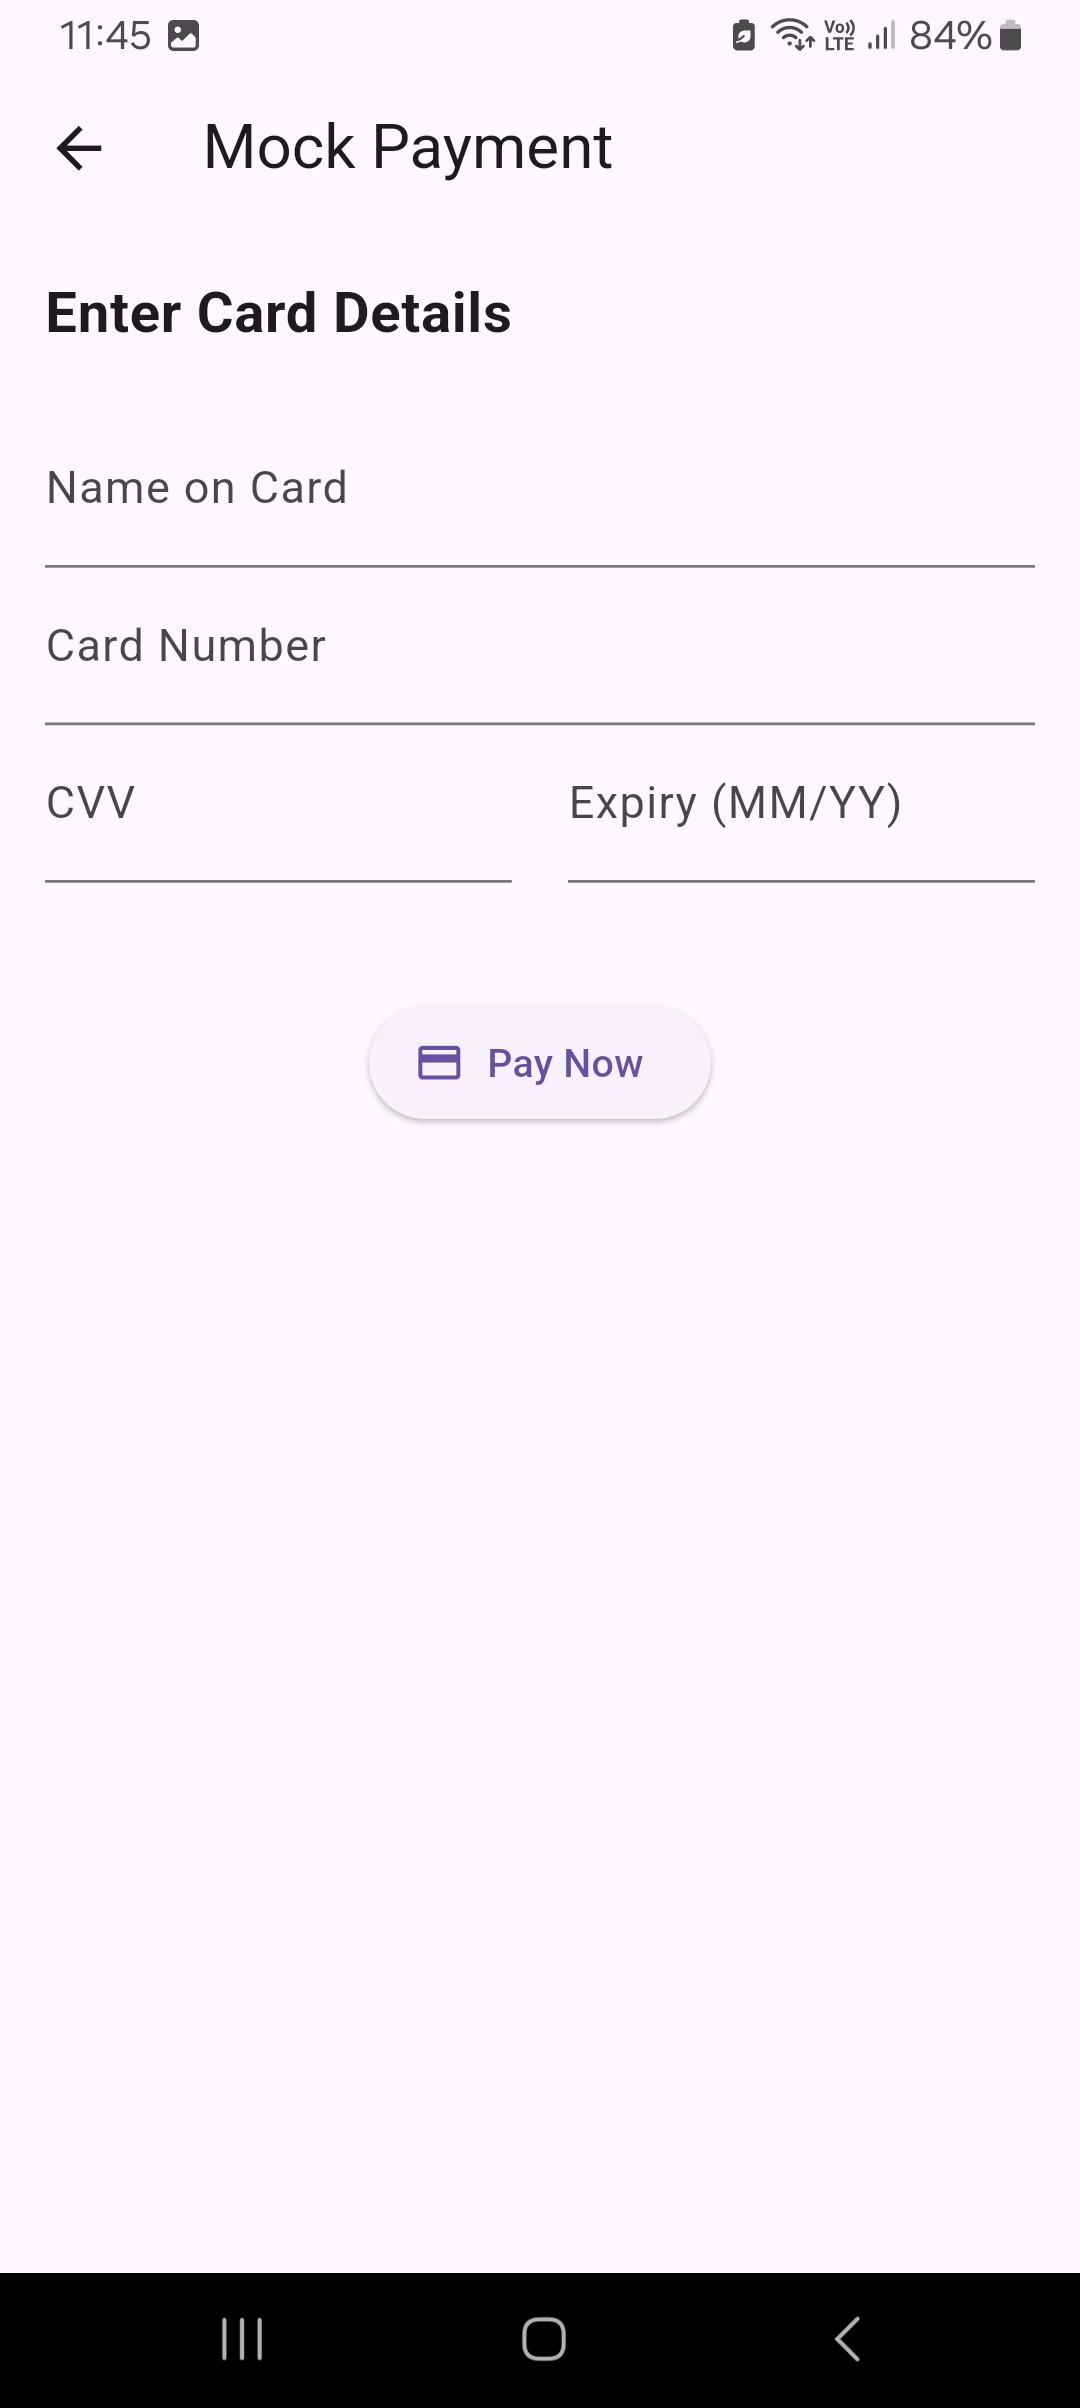 11:45 Vo)) LTE 84%
Mock Payment
Enter Card Details
Name on Card
Card Number
CVV Expiry (MM/YY)
Pay Now